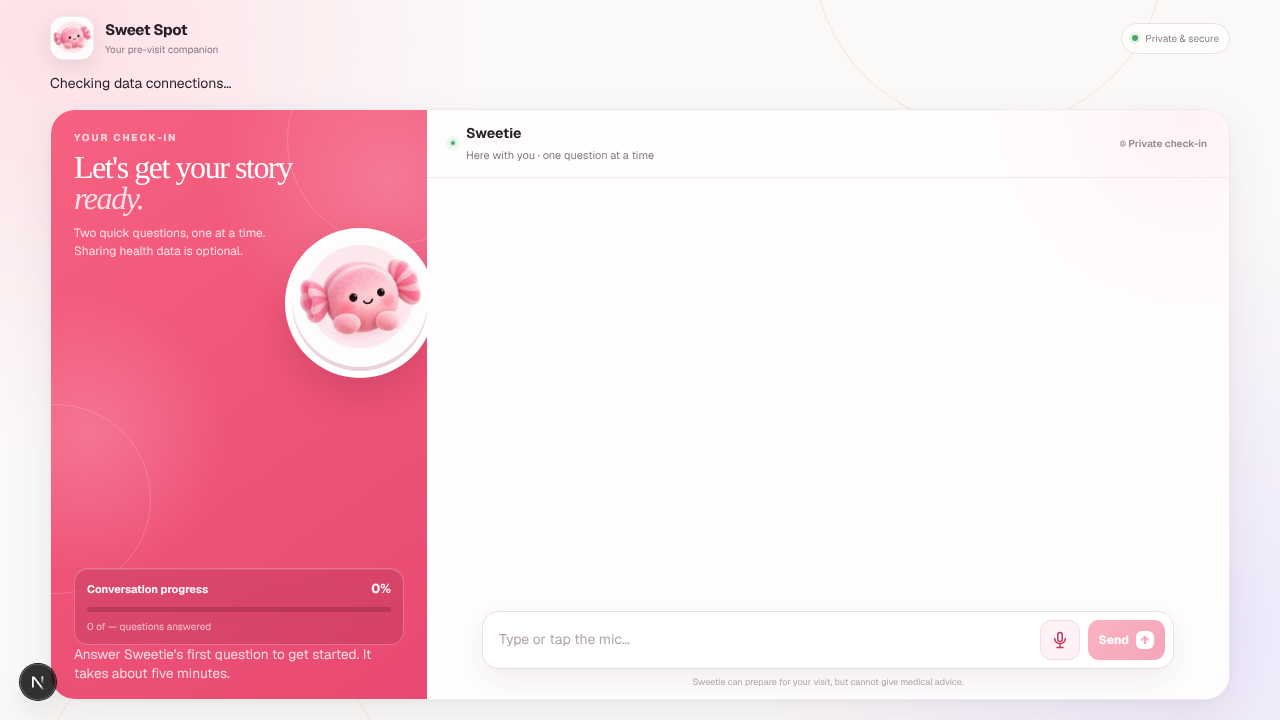 Sweet Spot
Your pre-visit companion
Private & secure
Checking data connections...
YOUR CHECK-IN
Let's get your story
ready.
Two quick questions, one at a time.
Sharing health data is optional.
Conversation progress
0%
0 of — questions answered
Answer Sweetie's first question to get started. It
takes about five minutes.
N
Sweetie
Here with you · one question at a time
Private check-in
Type or tap the mic...
Send
Sweetie can prepare for your visit, but cannot give medical advice.